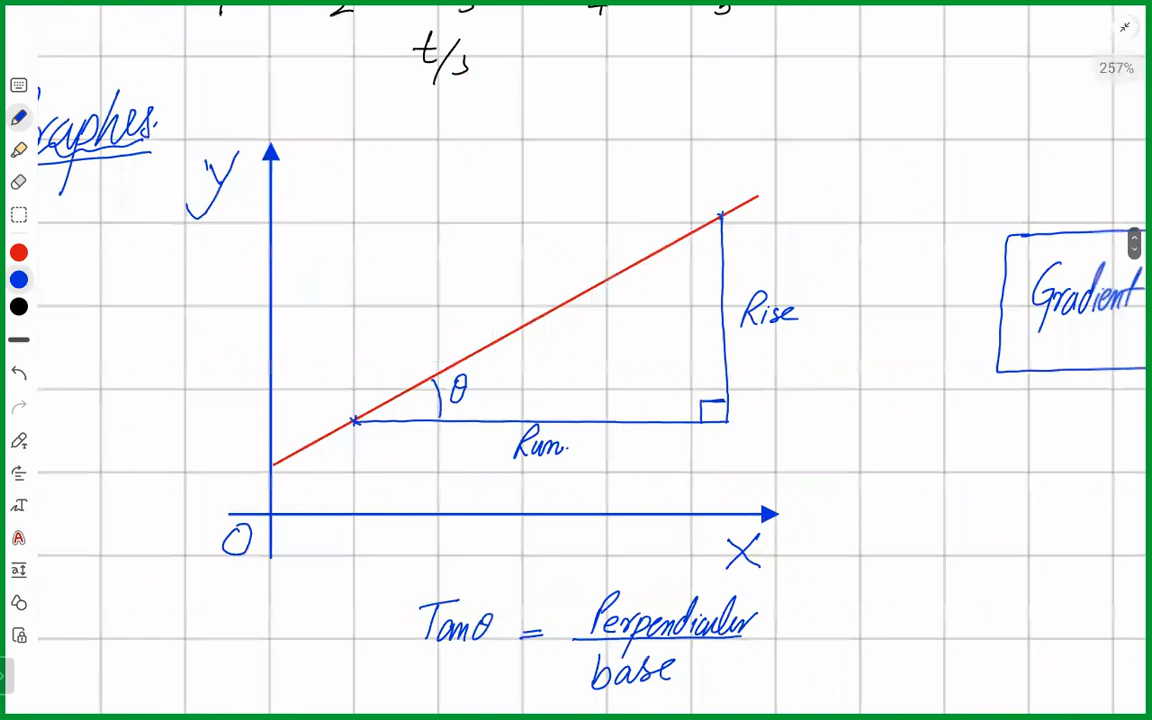 t/s
257%
raphes.
y
Rise
Gradient
θ
Run.
O
X
Tanθ = Perpendicular
base